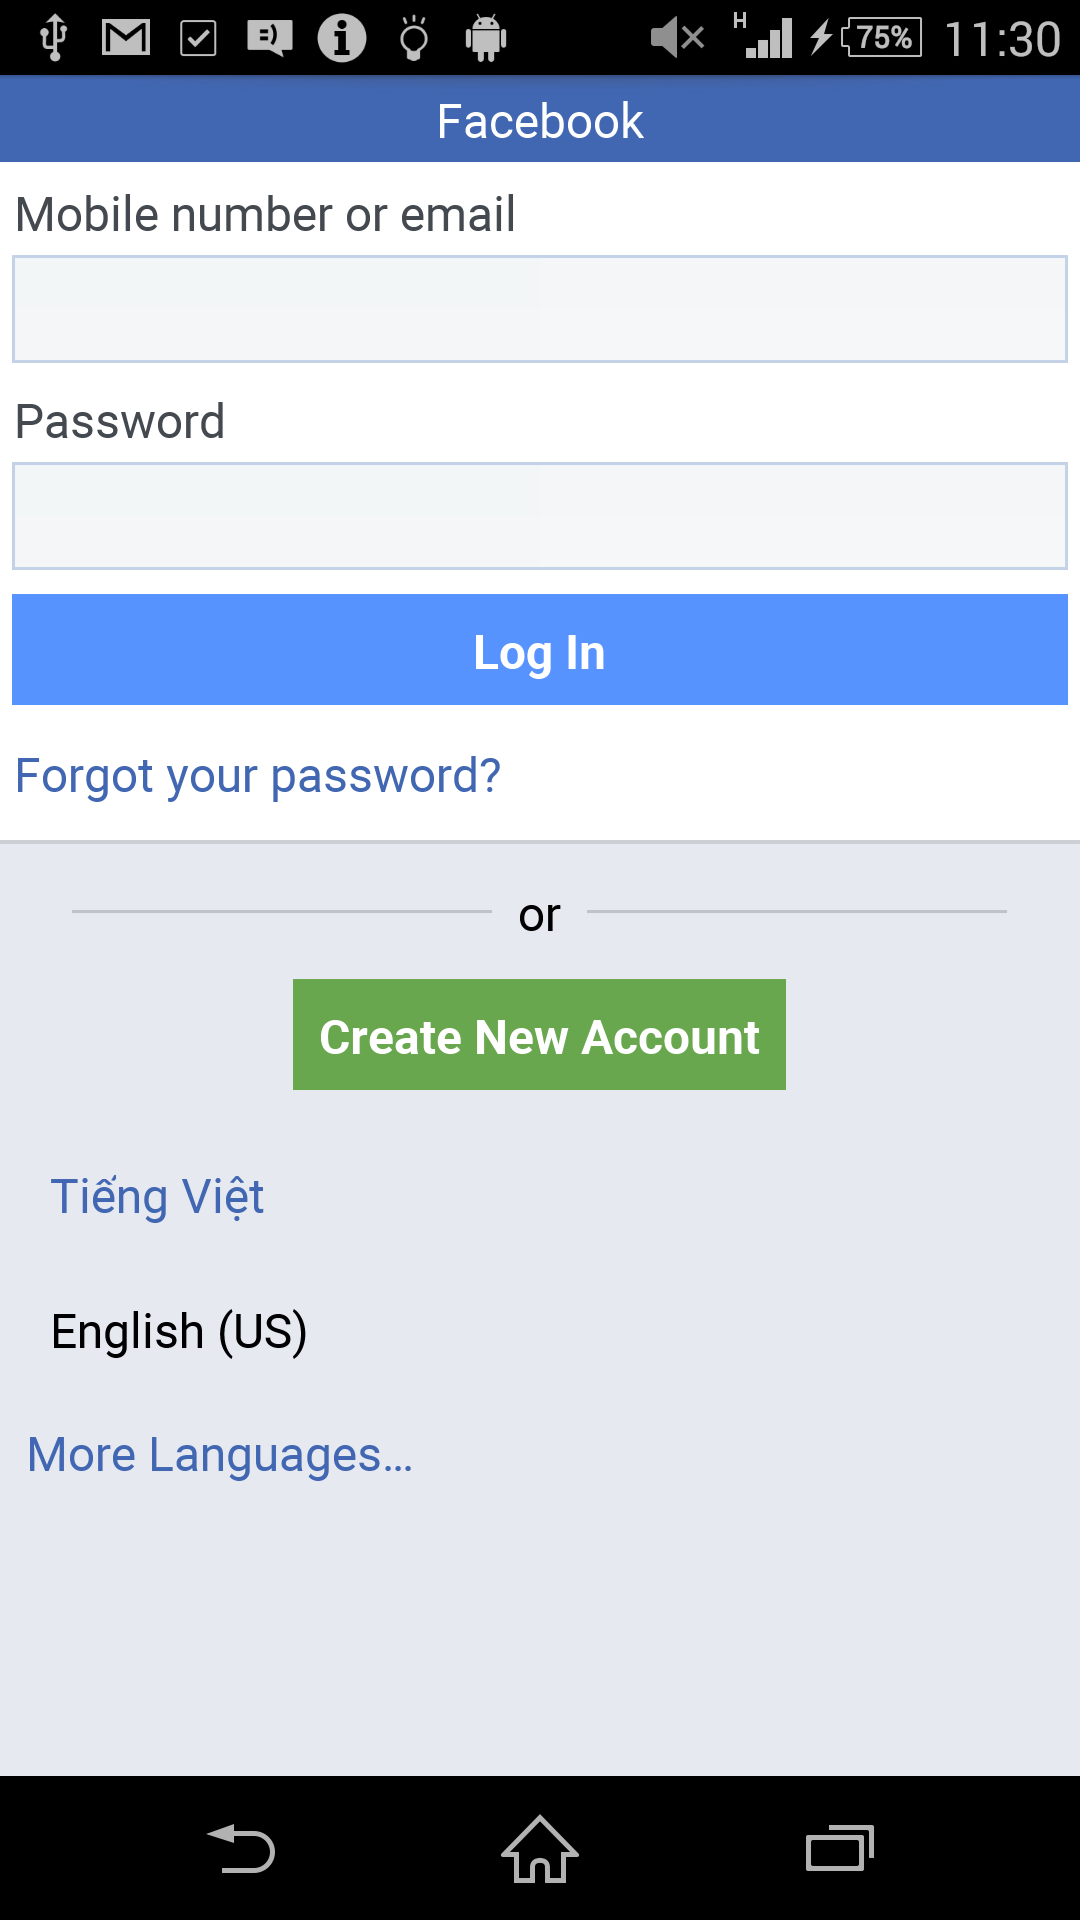 H 75% 11:30
Facebook
Mobile number or email
Password
Log In
Forgot your password?
or
Create New Account
Tiếng Việt
English (US)
More Languages...